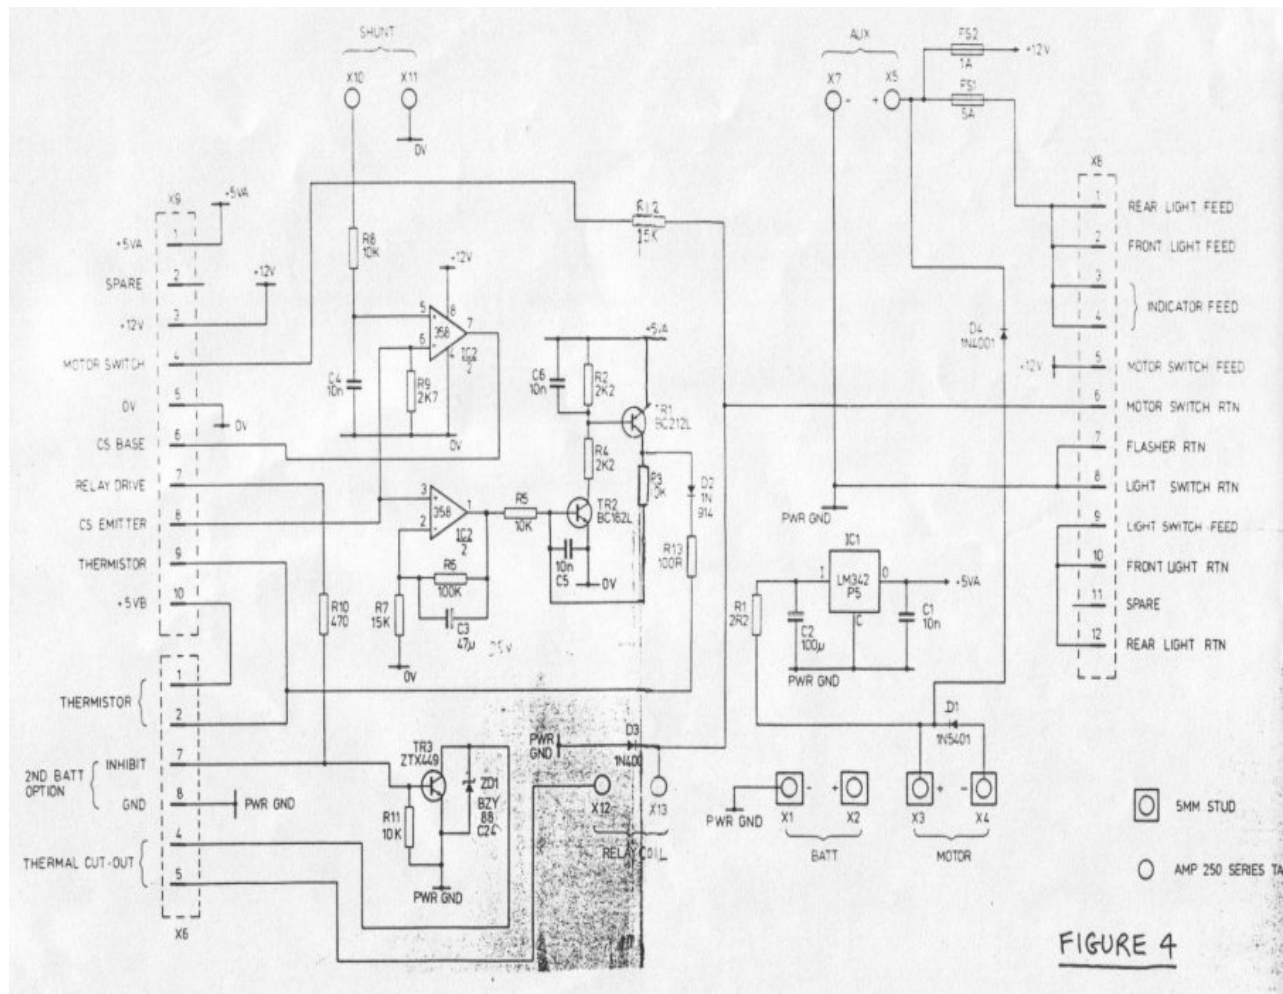 SHUNT
X10
X11
0V
AUX
X7
-
+
X5
FS2
1A
+12V
FS1
5A
X9
+5VA
1
+5VA
SPARE
2
+12V
+12V
3
MOTOR SWITCH
4
0V
5
0V
CS BASE
6
RELAY DRIVE
7
CS EMITTER
8
THERMISTOR
9
+5VB
10
R8
10K
C4
10n
R9
2K7
+12V
5
6
358
8
7
4
IC2
2
0V
3
2
358
1
IC2
2
R7
15K
R6
100K
C3
47µ
0V
R5
10K
C6
10n
R2
2K2
+5VA
TR1
BC212L
R4
2K2
TR2
BC182L
10n
C5
0V
R3
D2
1N
914
R13
100R
R12
R10
470
X8
1
REAR LIGHT FEED
2
FRONT LIGHT FEED
3
4
INDICATOR FEED
+12V
5
MOTOR SWITCH FEED
6
MOTOR SWITCH RTN
7
FLASHER RTN
8
LIGHT SWITCH RTN
9
LIGHT SWITCH FEED
10
FRONT LIGHT RTN
11
SPARE
12
REAR LIGHT RTN
D4
1N4001
PWR GND
IC1
I
LM342
P5
O
C
+5VA
R1
2R2
C2
100µ
C1
10n
PWR GND
D1
1N5401
THERMISTOR
1
2
2ND BATT
OPTION
INHIBIT
7
GND
8
PWR GND
THERMAL CUT-OUT
4
5
X6
TR3
ZTX449
R11
10K
ZD1
BZY
88
C24
PWR GND
PWR
GND
D3
X12
X13
RELAY COIL
PWR GND
-
+
X1
X2
BATT
+
-
X3
X4
MOTOR
5MM STUD
AMP 250 SERIES TA
FIGURE 4